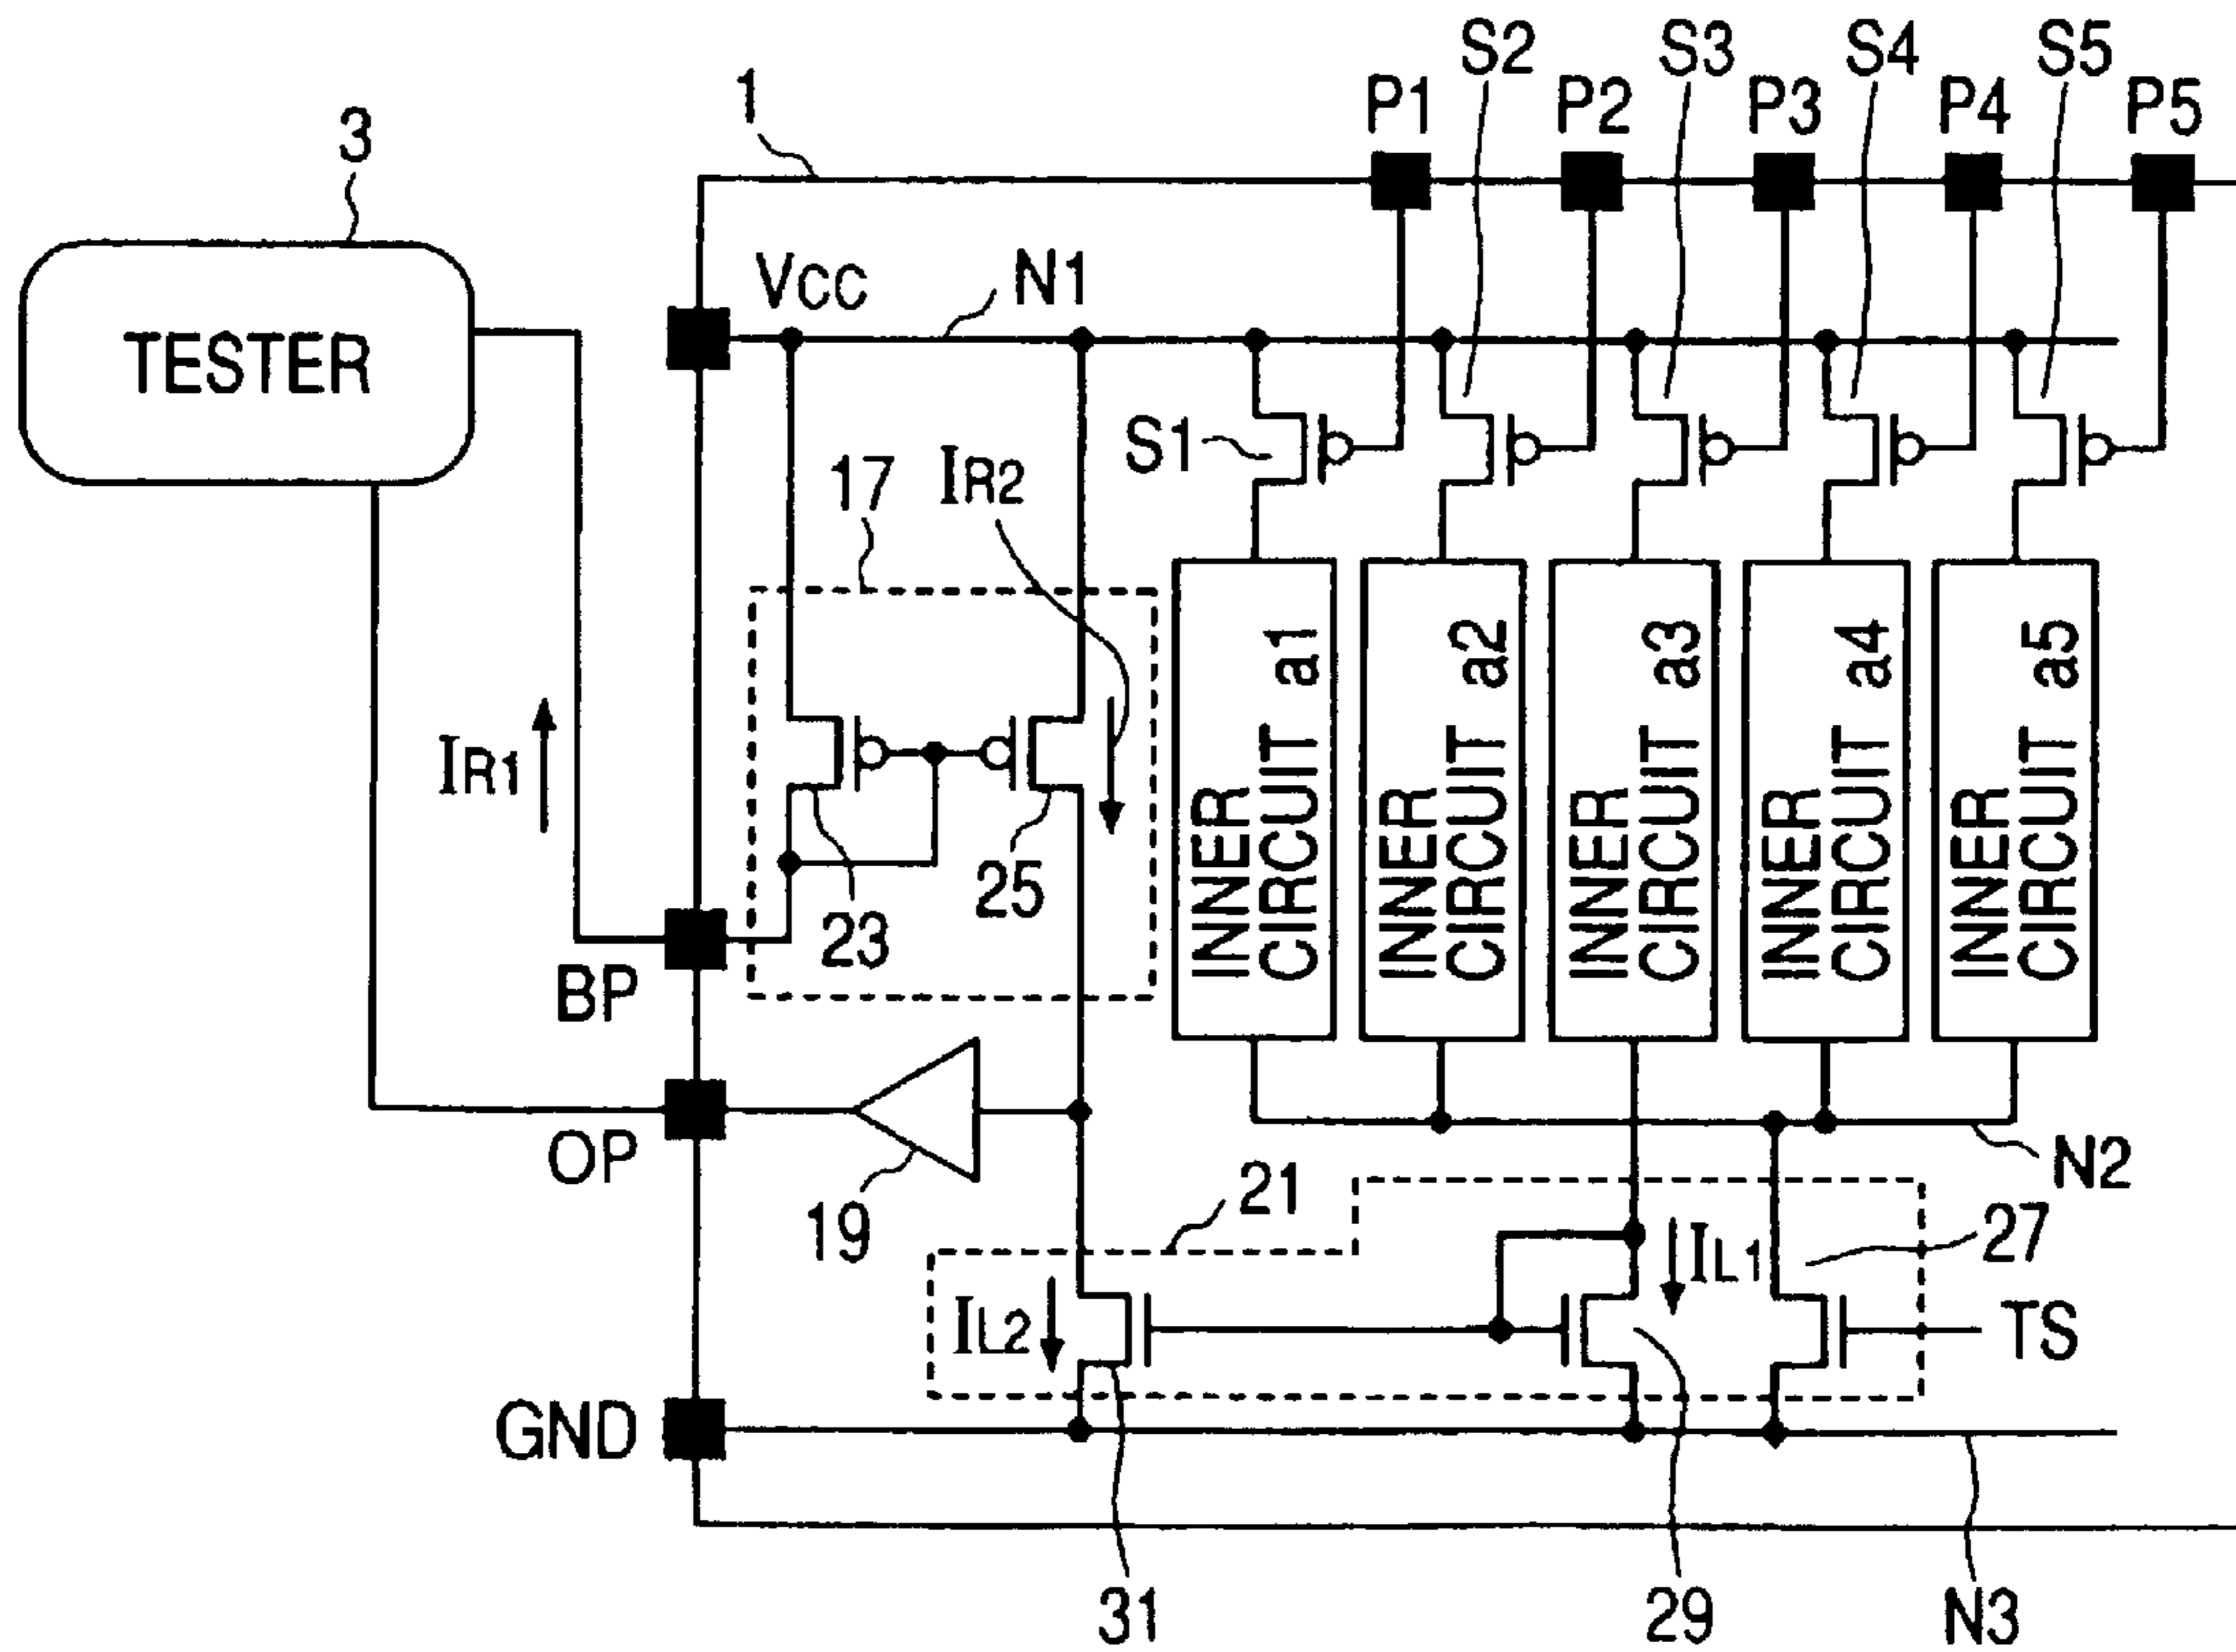 S2
S3
S4
S5
1
P1
P2
P3
P4
P5
3
VCC
N1
TESTER
S1
17
IR2
IR1
INNER CIRCUIT a1
INNER CIRCUIT a2
INNER CIRCUIT a3
INNER CIRCUIT a4
INNER CIRCUIT a5
25
23
BP
OP
19
21
N2
27
IL1
IL2
TS
GND
31
29
N3